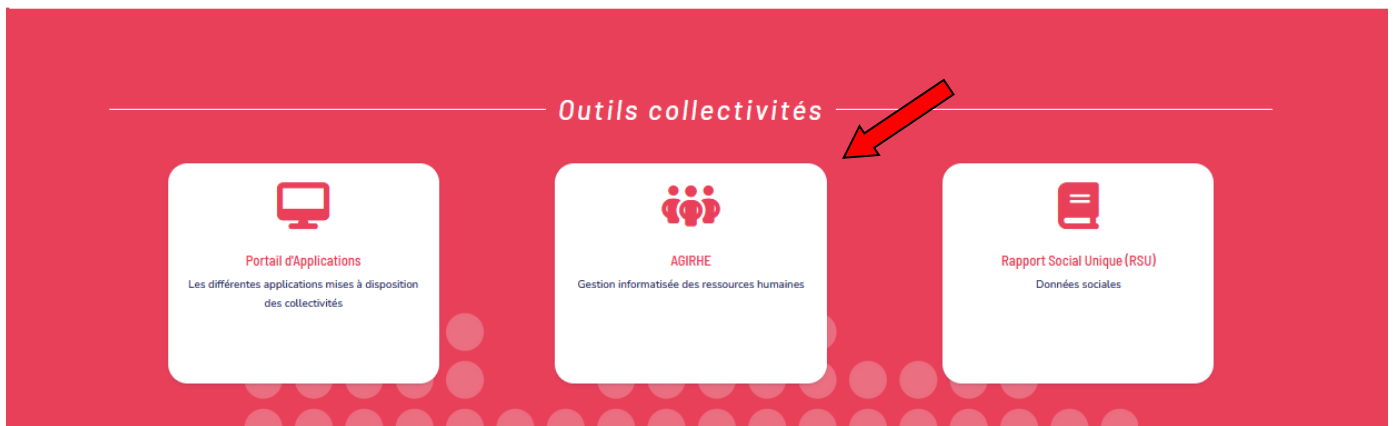 Outils collectivités
Portail d'Applications
Les différentes applications mises à disposition
des collectivités
AGIRHE
Gestion informatisée des ressources humaines
Rapport Social Unique (RSU)
Données sociales